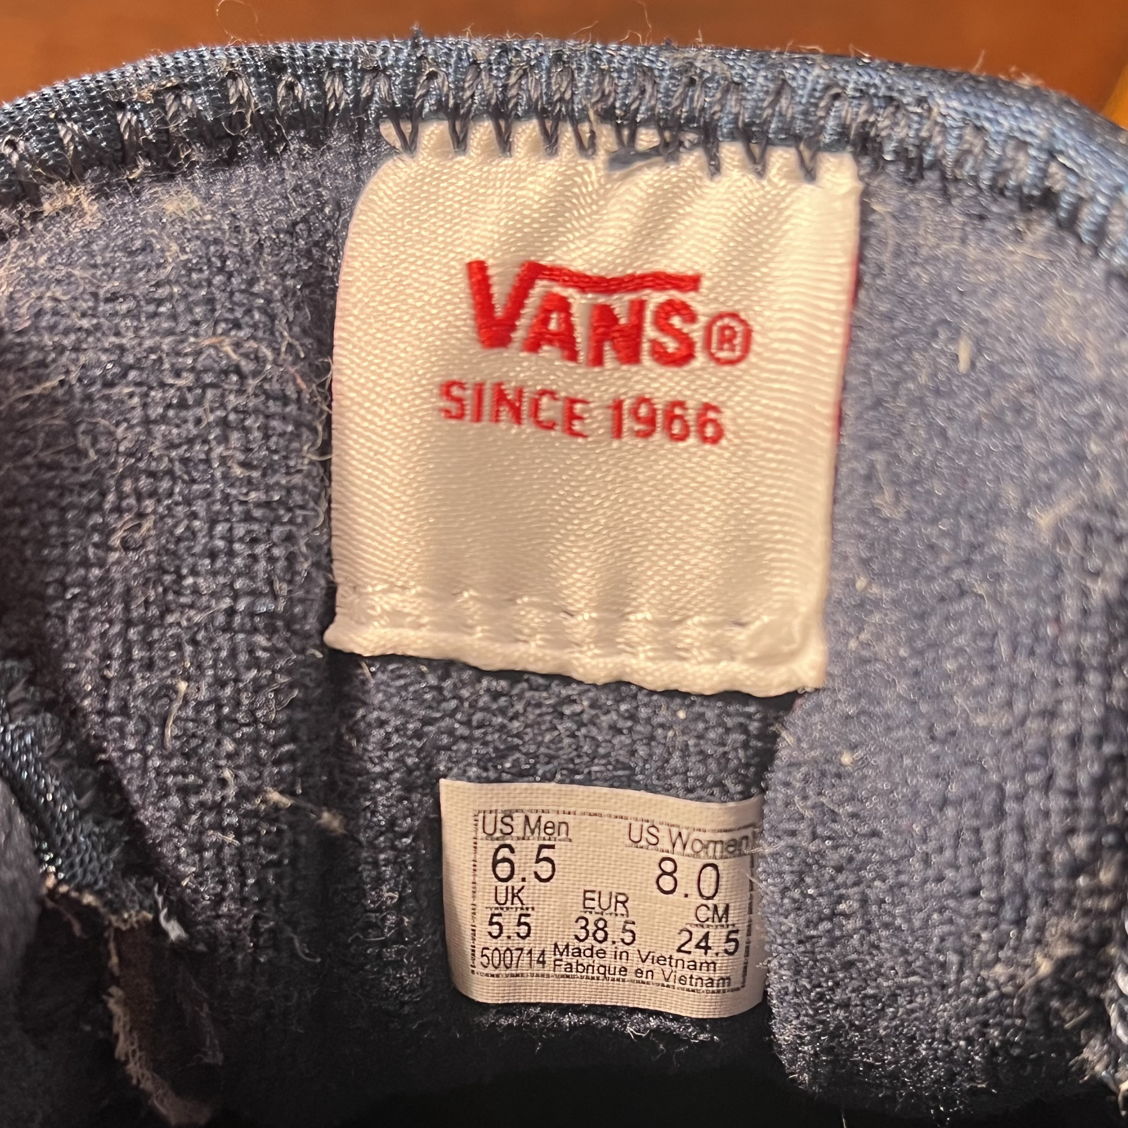 VANS®
SINCE 1966
US Men US Women
6.5 8.0
UK EUR CM
5.5 38.5 24.5
500714 Made in Vietnam
Fabrique en Vietnam